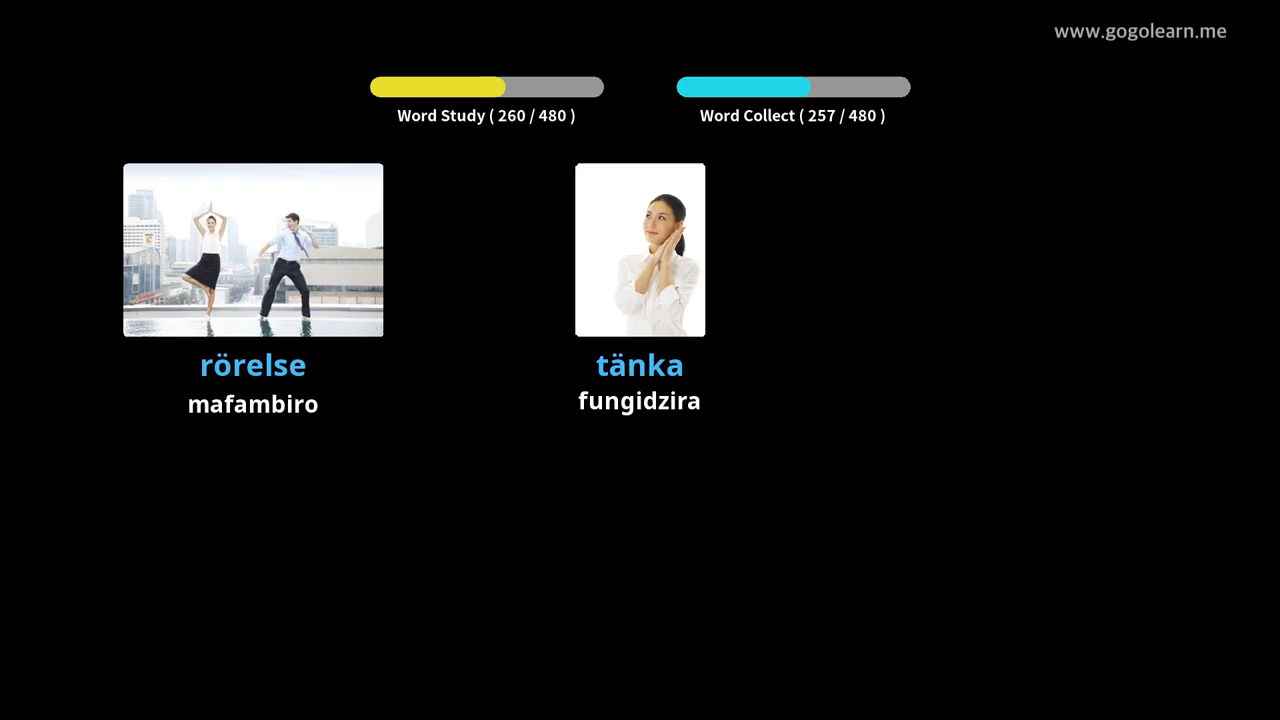 www.gogolearn.me
Word Study ( 260 / 480 )
Word Collect ( 257 / 480 )
rörelse
mafambiro
tänka
fungidzira